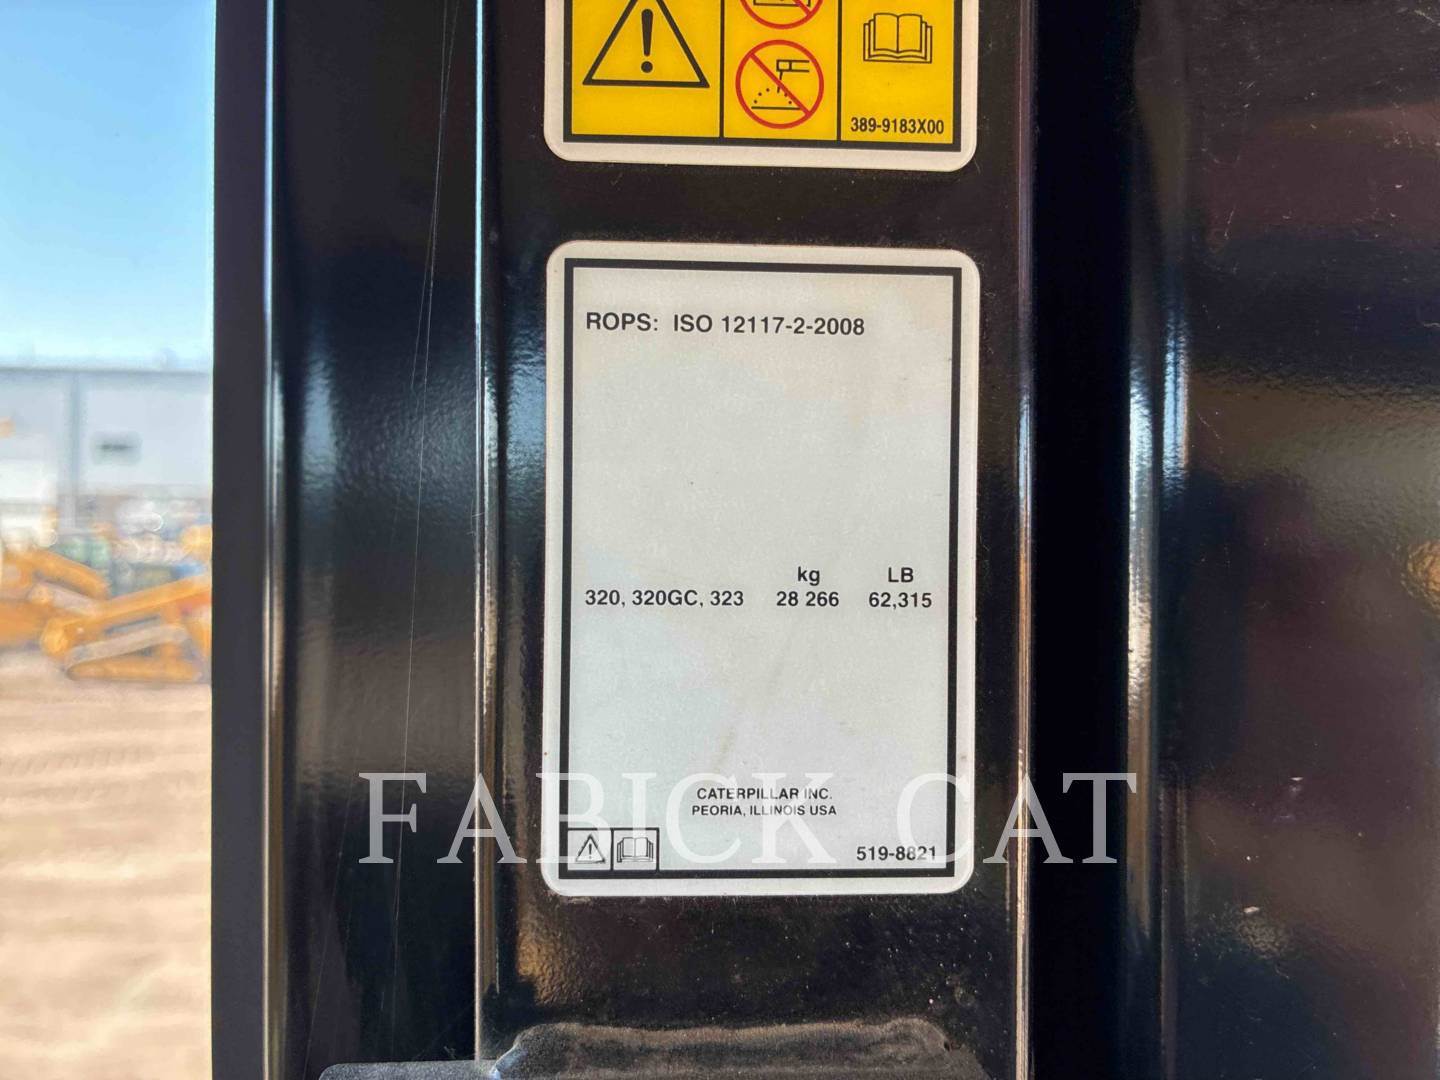 389-9183X00
ROPS: ISO 12117-2-2008
kg LB
320, 320GC, 323 28 266 62,315
CATERPILLAR INC.
PEORIA, ILLINOIS USA
519-8821
FABICK CAT